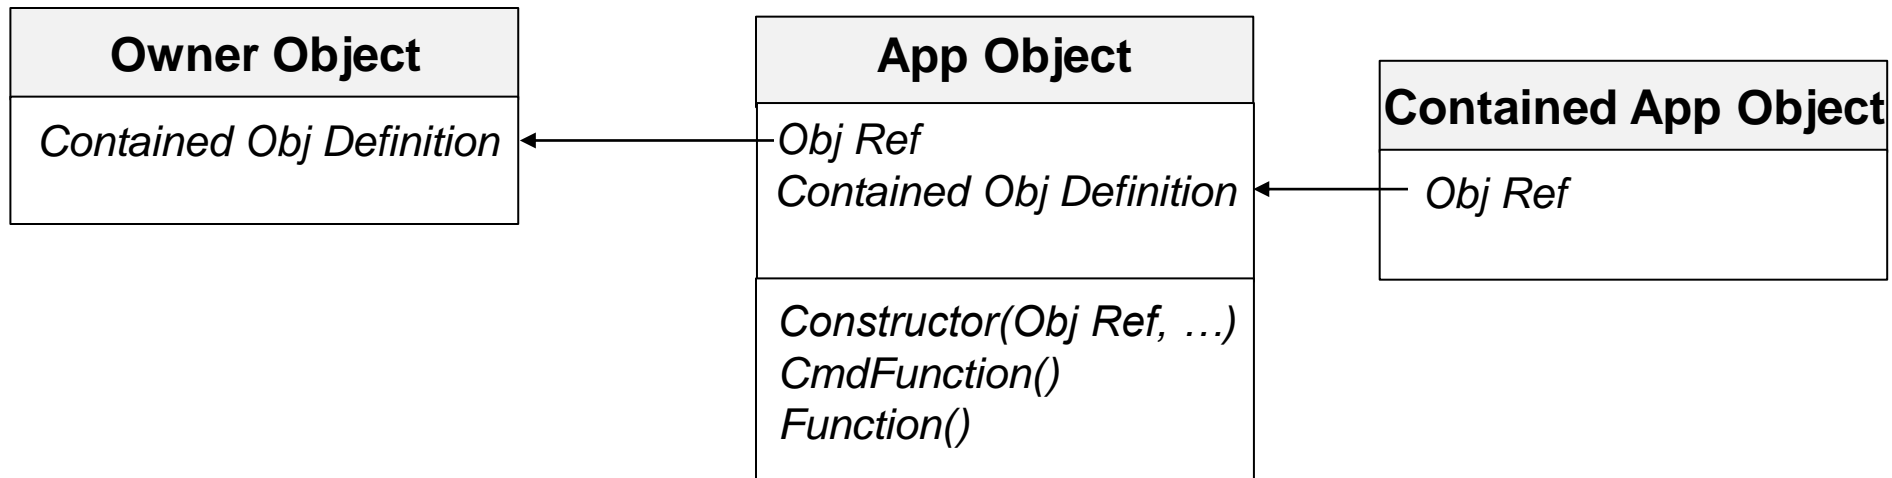 Owner Object
Contained Obj Definition
App Object
Obj Ref
Contained Obj Definition
Constructor(Obj Ref, …)
CmdFunction()
Function()
Contained App Object
Obj Ref